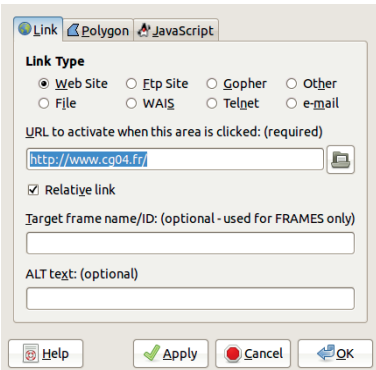 Link Polygon JavaScript
Link Type
Web Site Ftp Site Gopher Other
File WAIS Telnet e-mail
URL to activate when this area is clicked: (required)
http://www.cg04.fr/
Relative link
Target frame name/ID: (optional - used for FRAMES only)
ALT text: (optional)
Help Apply Cancel OK